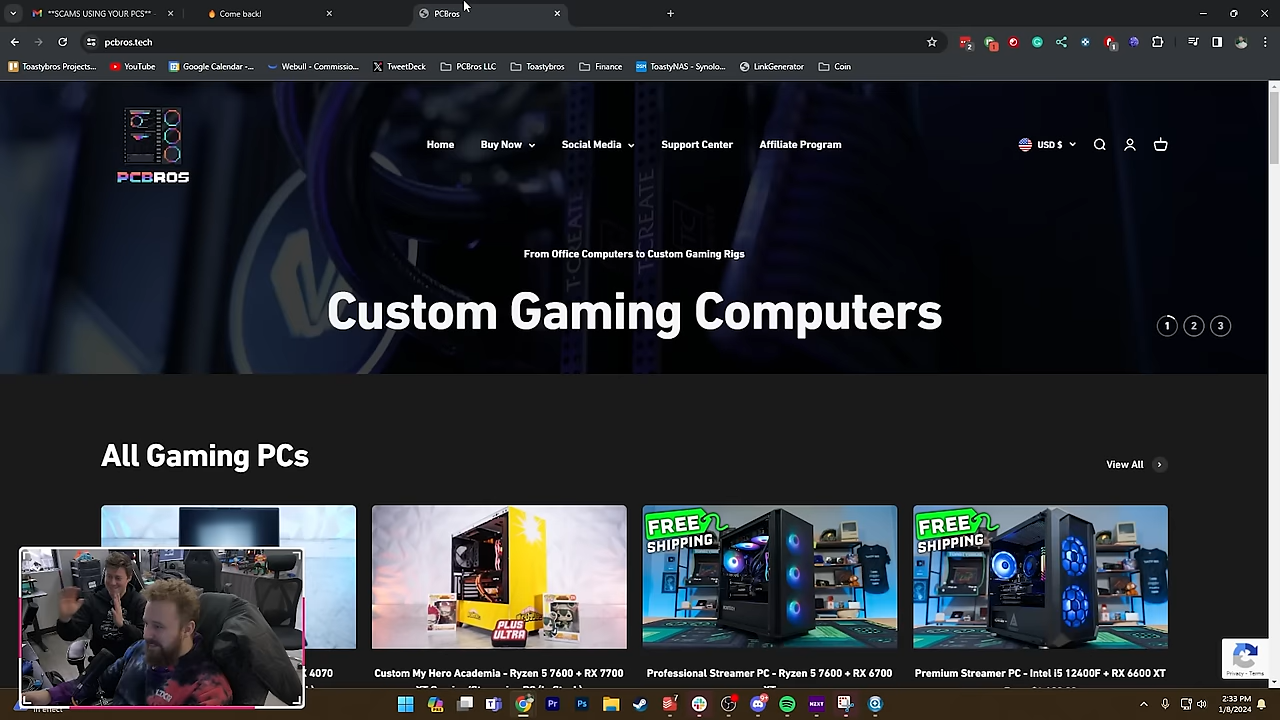 **SCAMS USING YOUR PCS** -
Come back!
PCBros
pcbros.tech
Toastybros Projects...
YouTube
Google Calendar -...
Webull - Commissio...
TweetDeck
PCBros LLC
Toastybros
Finance
ToastyNAS - Synolo...
LinkGenerator
Coin
PCBROS
Home
Buy Now
Social Media
Support Center
Affiliate Program
USD $
From Office Computers to Custom Gaming Rigs
Custom Gaming Computers
1 2 3
All Gaming PCs
View All
PLUS ULTRA
FREE
SHIPPING
FREE
SHIPPING
4070
Custom My Hero Academia - Ryzen 5 7600 + RX 7700
Professional Streamer PC - Ryzen 5 7600 + RX 6700
Premium Streamer PC - Intel I5 12400F + RX 6600 XT
Privacy - Terms
In effect
2:33 PM
1/8/2024